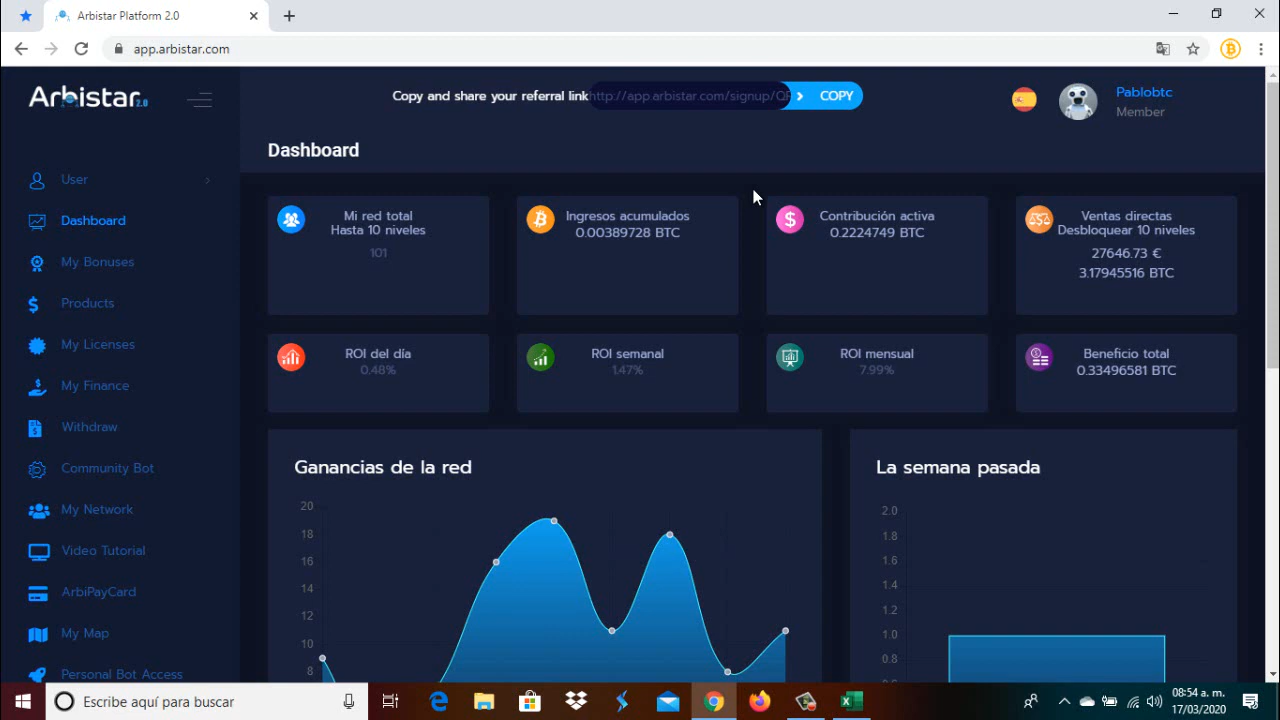 Arbistar Platform 2.0
app.arbistar.com
Arbistar 2.0
Copy and share your referral link
http://app.arbistar.com/signup/
COPY
Pablobtc
Member
Dashboard
User
Dashboard
My Bonuses
Products
My Licenses
My Finance
Withdraw
Community Bot
My Network
Video Tutorial
ArbiPayCard
My Map
Personal Bot Access
Mi red total
Hasta 10 niveles
101
Ingresos acumulados
0.00389728 BTC
Contribución activa
0.2224749 BTC
Ventas directas
Desbloquear 10 niveles
27646.73 €
3.17945516 BTC
ROI del día
0.48%
ROI semanal
1.47%
ROI mensual
7.99%
Beneficio total
0.33496581 BTC
Ganancias de la red
20
18
16
14
12
10
8
La semana pasada
2.0
1.8
1.6
1.4
1.2
1.0
0.8
Escribe aquí para buscar
08:54 a. m.
17/03/2020